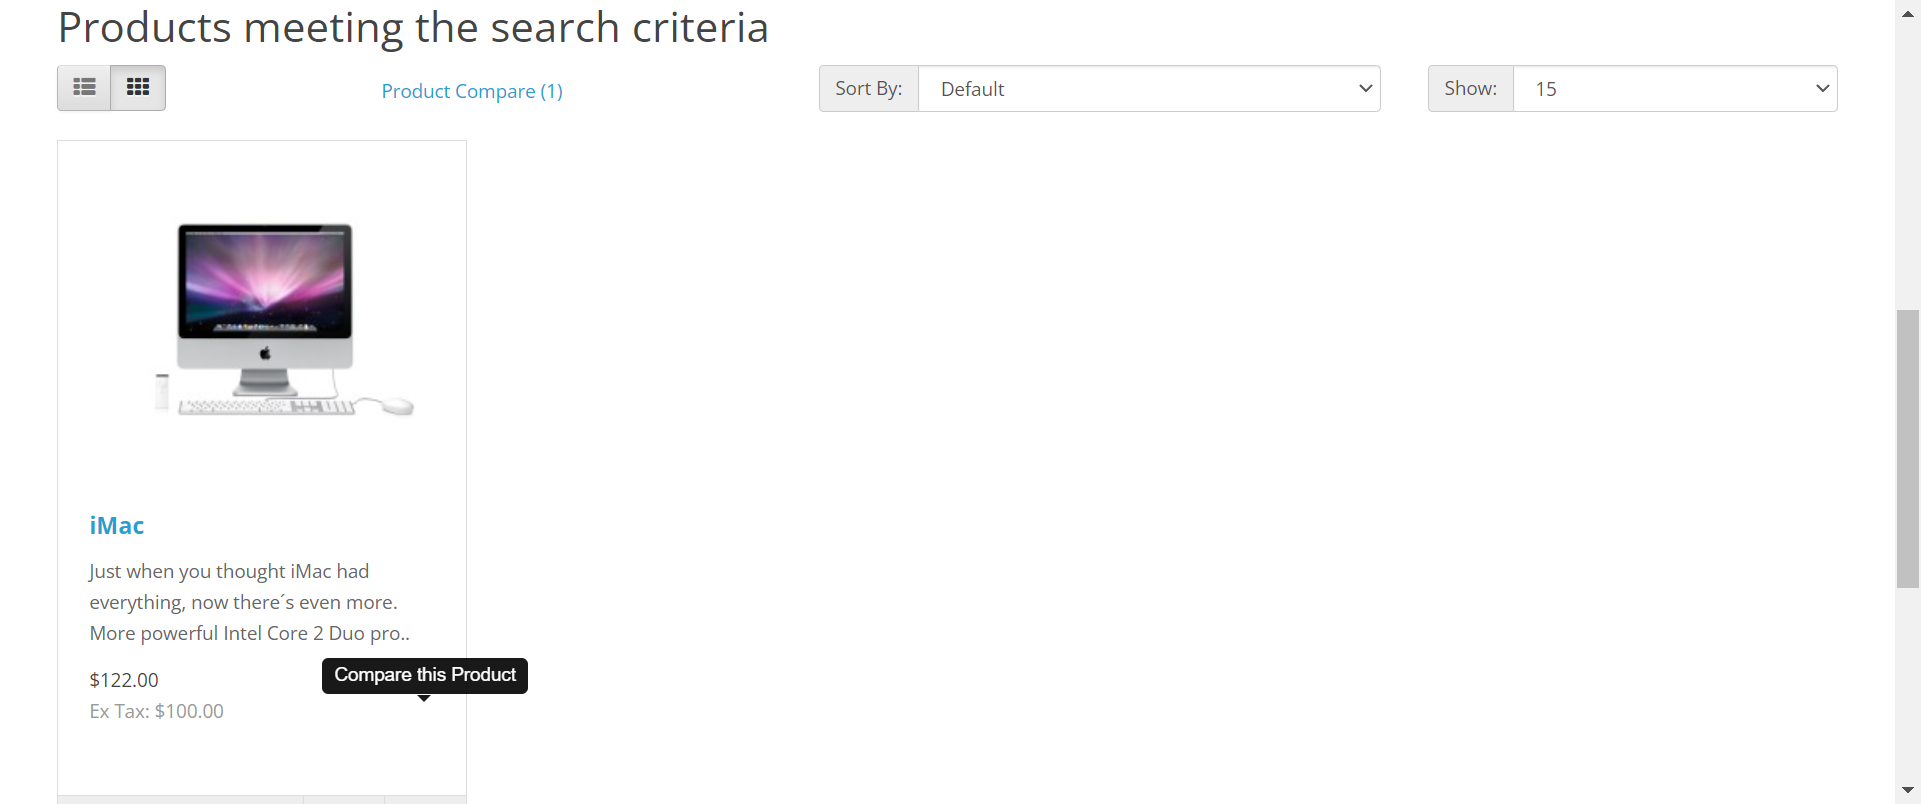 Products meeting the search criteria
Product Compare (1)
Sort By:
Default
Show:
15
iMac
Just when you thought iMac had
everything, now there´s even more.
More powerful Intel Core 2 Duo pro..
Compare this Product
$122.00
Ex Tax: $100.00